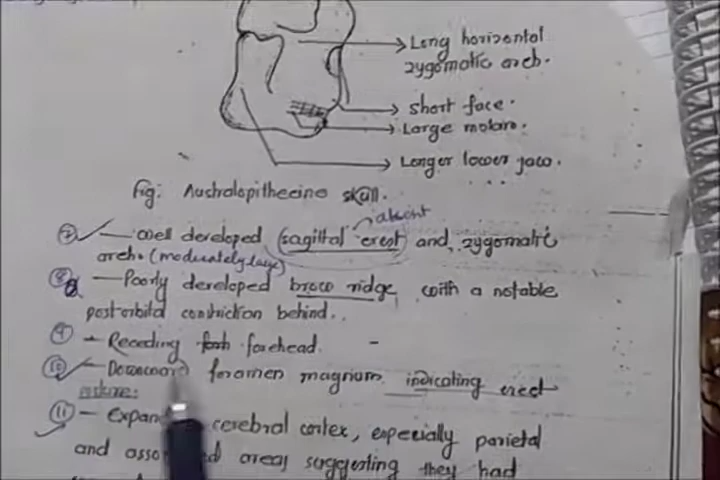 Long horizontal
zygomatic arch.
short face.
Large molars.
Longer lower jaw.
Fig: Australopithecine skull.
absent
7 — well developed (sagittal crest) and zygomatic
arch. (moderately large)
8 — Poorly developed brow ridge with a notable
post-orbital constriction behind.
9 — Receding forehead.
10 — Downward foramen magnum indicating erect
11 — cerebral cortex, especially parietal
and areas suggesting they had